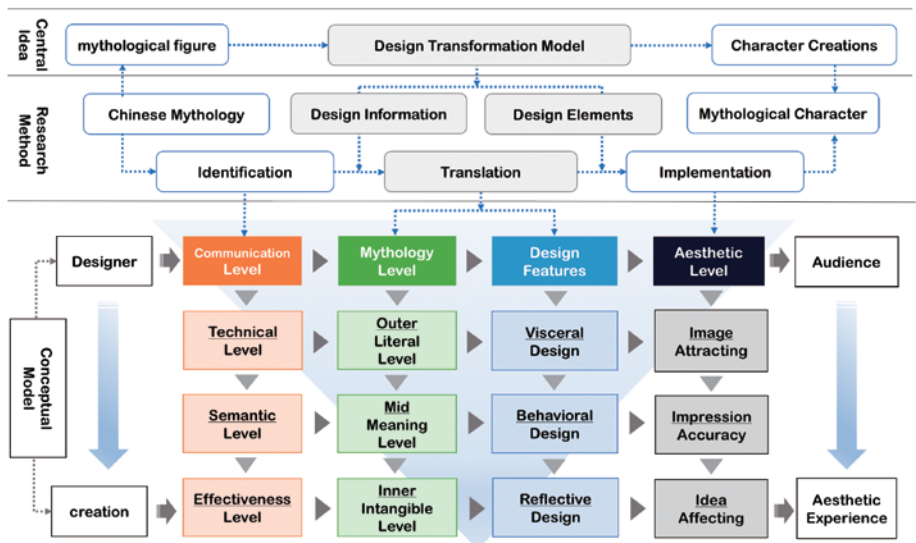 Central
Idea
mythological figure
Design Transformation Model
Character Creations
Research
Method
Chinese Mythology
Design Information
Design Elements
Mythological Character
Identification
Translation
Implementation
Conceptual
Model
Designer
Communication
Level
Mythology
Level
Design
Features
Aesthetic
Level
Audience
Technical
Level
Outer
Literal
Level
Visceral
Design
Image
Attracting
Semantic
Level
Mid
Meaning
Level
Behavioral
Design
Impression
Accuracy
creation
Effectiveness
Level
Inner
Intangible
Level
Reflective
Design
Idea
Affecting
Aesthetic
Experience